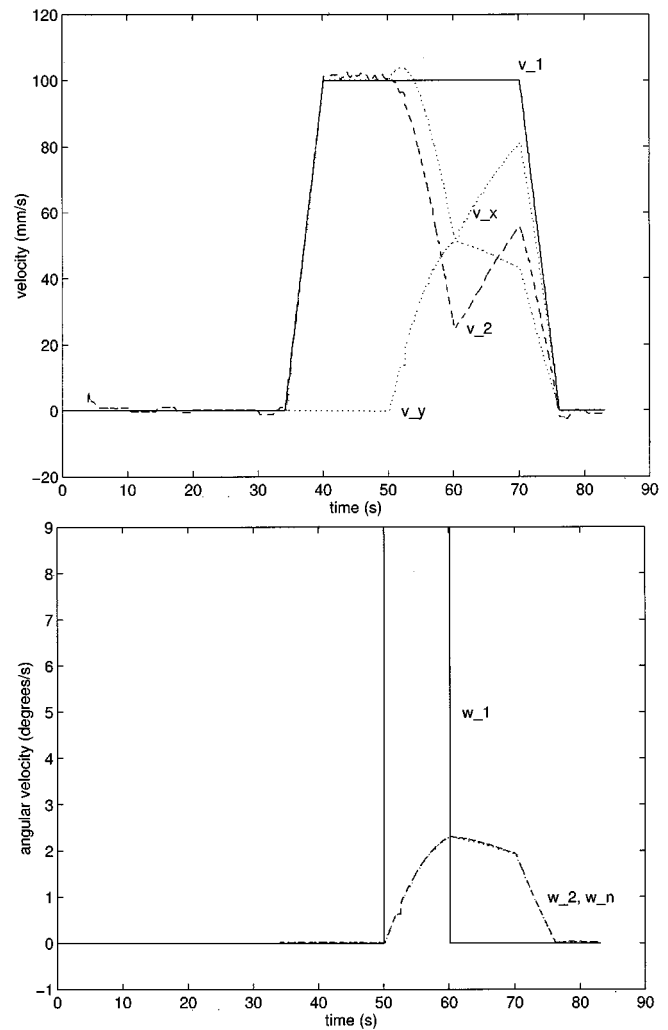 120
100
80
60
40
20
0
−20
velocity (mm/s)
v_1
v_x
v_2
v_y
0 10 20 30 40 50 60 70 80 90
time (s)
9
8
7
6
5
4
3
2
1
0
−1
angular velocity (degrees/s)
w_1
w_2, w_n
0 10 20 30 40 50 60 70 80 90
time (s)